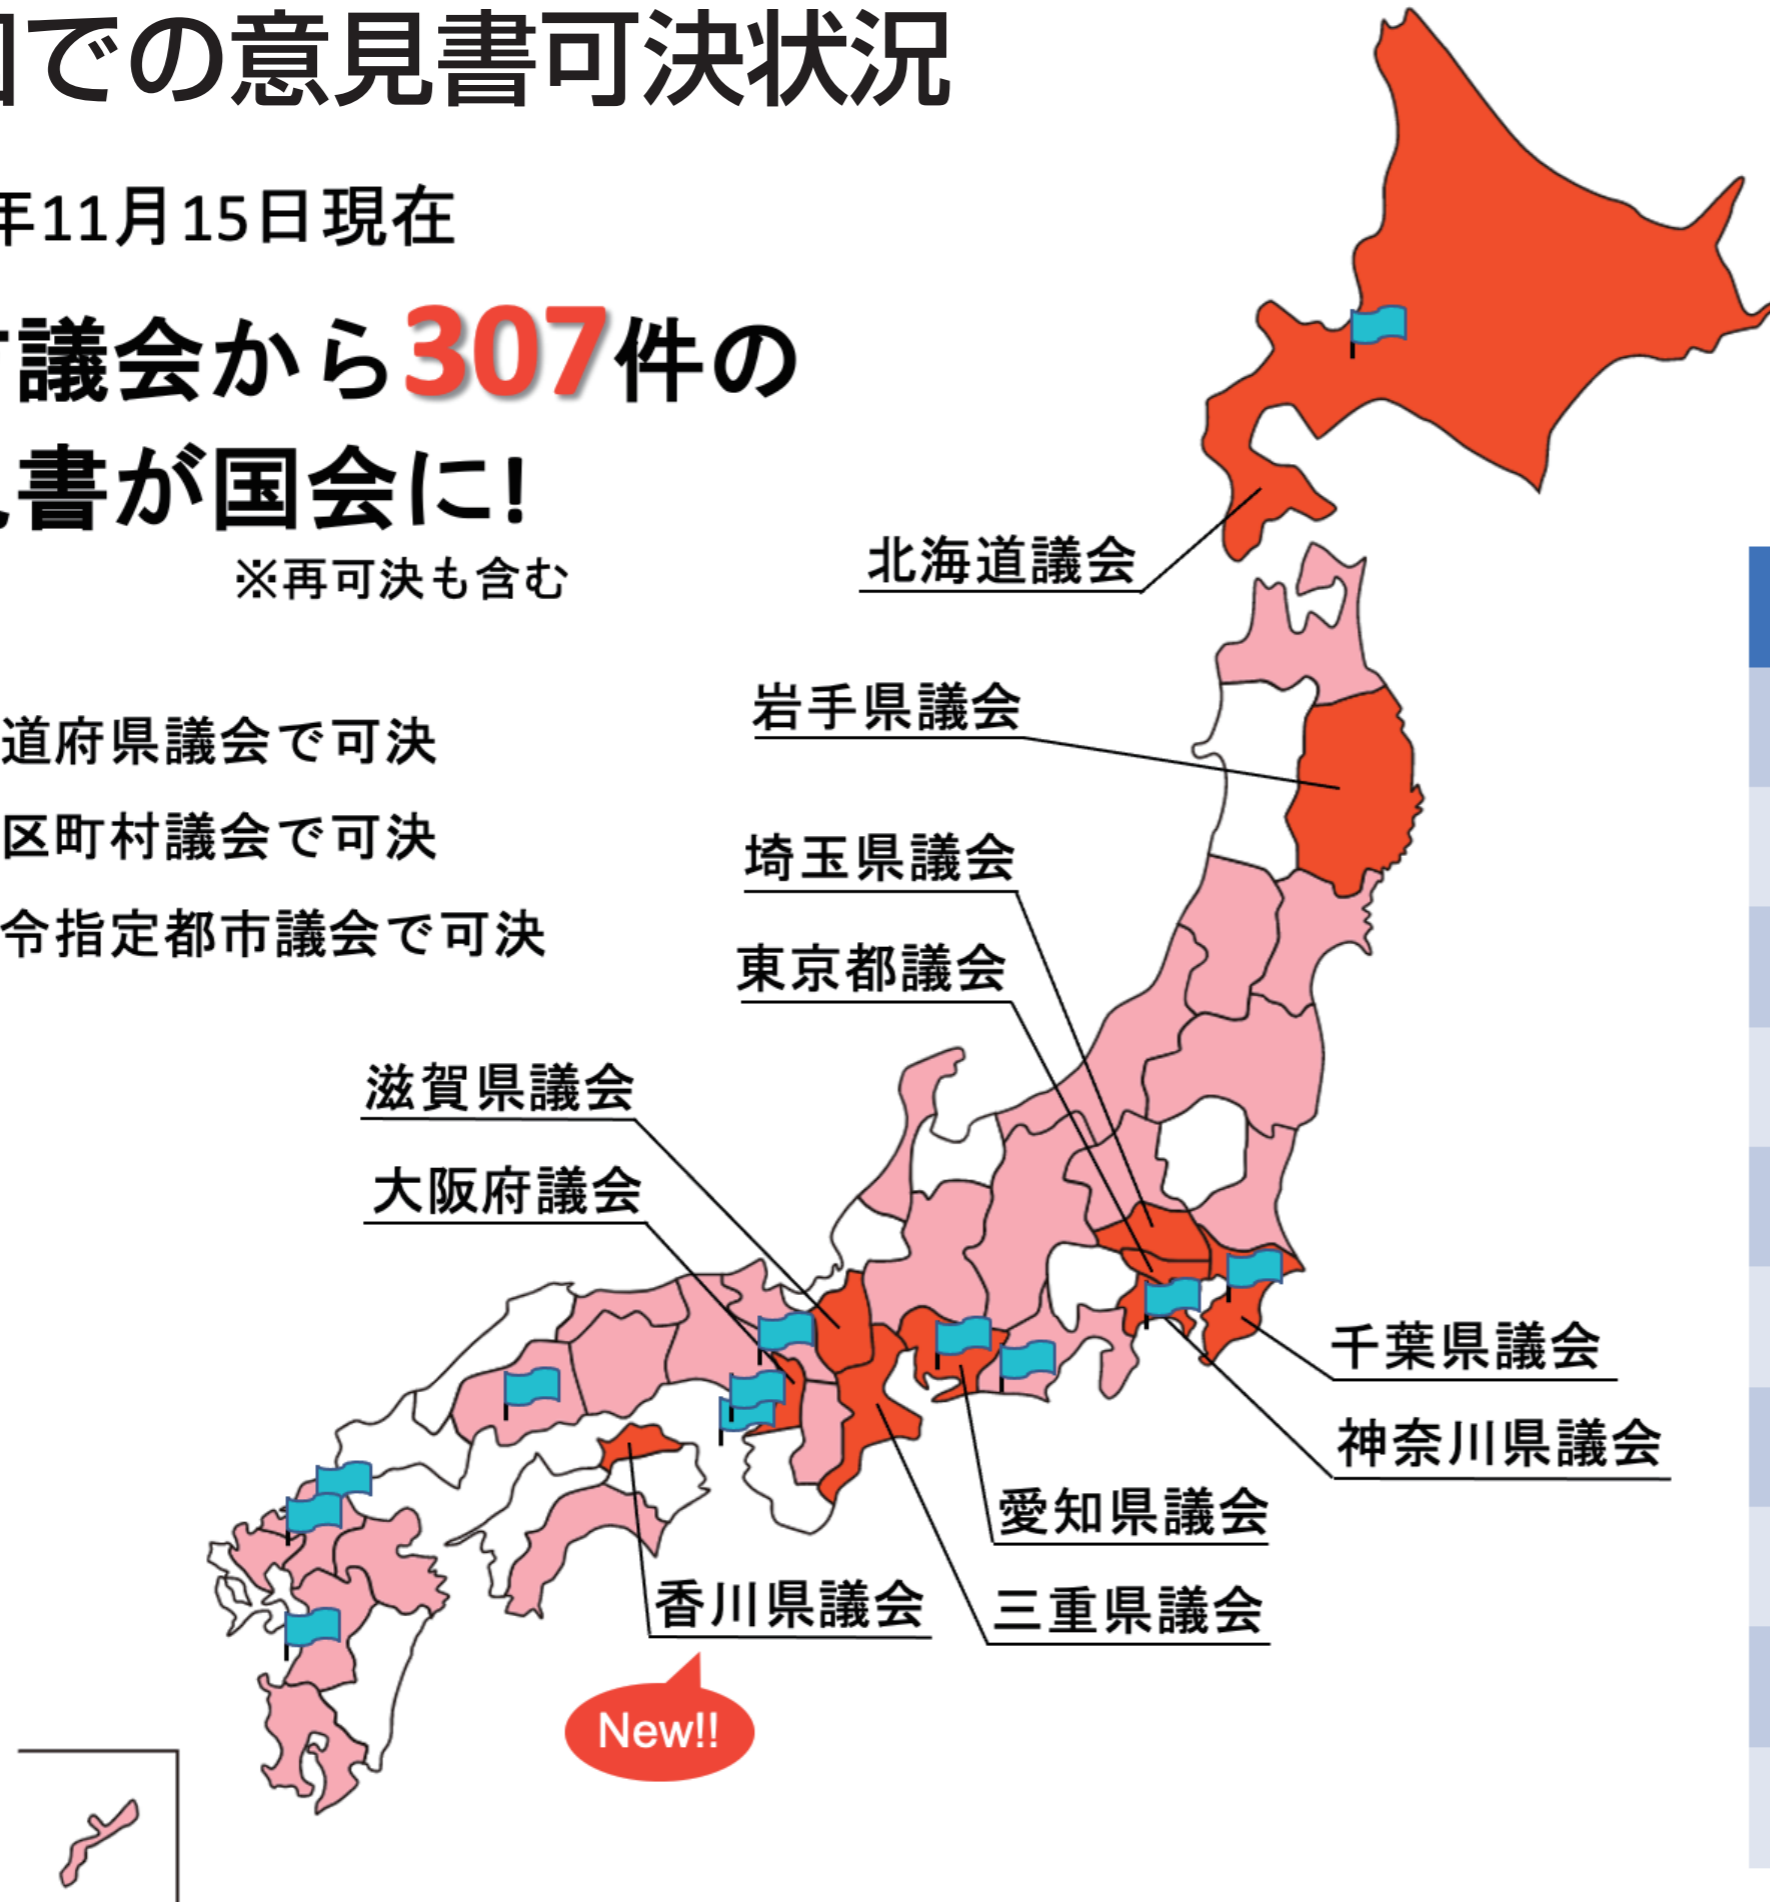 での意見書可決状況
年11月15日現在
議会から307件の
書が国会に!
※再可決も含む
道府県議会で可決
区町村議会で可決
令指定都市議会で可決
北海道議会
岩手県議会
埼玉県議会
東京都議会
滋賀県議会
大阪府議会
千葉県議会
神奈川県議会
愛知県議会
三重県議会
香川県議会
New!!